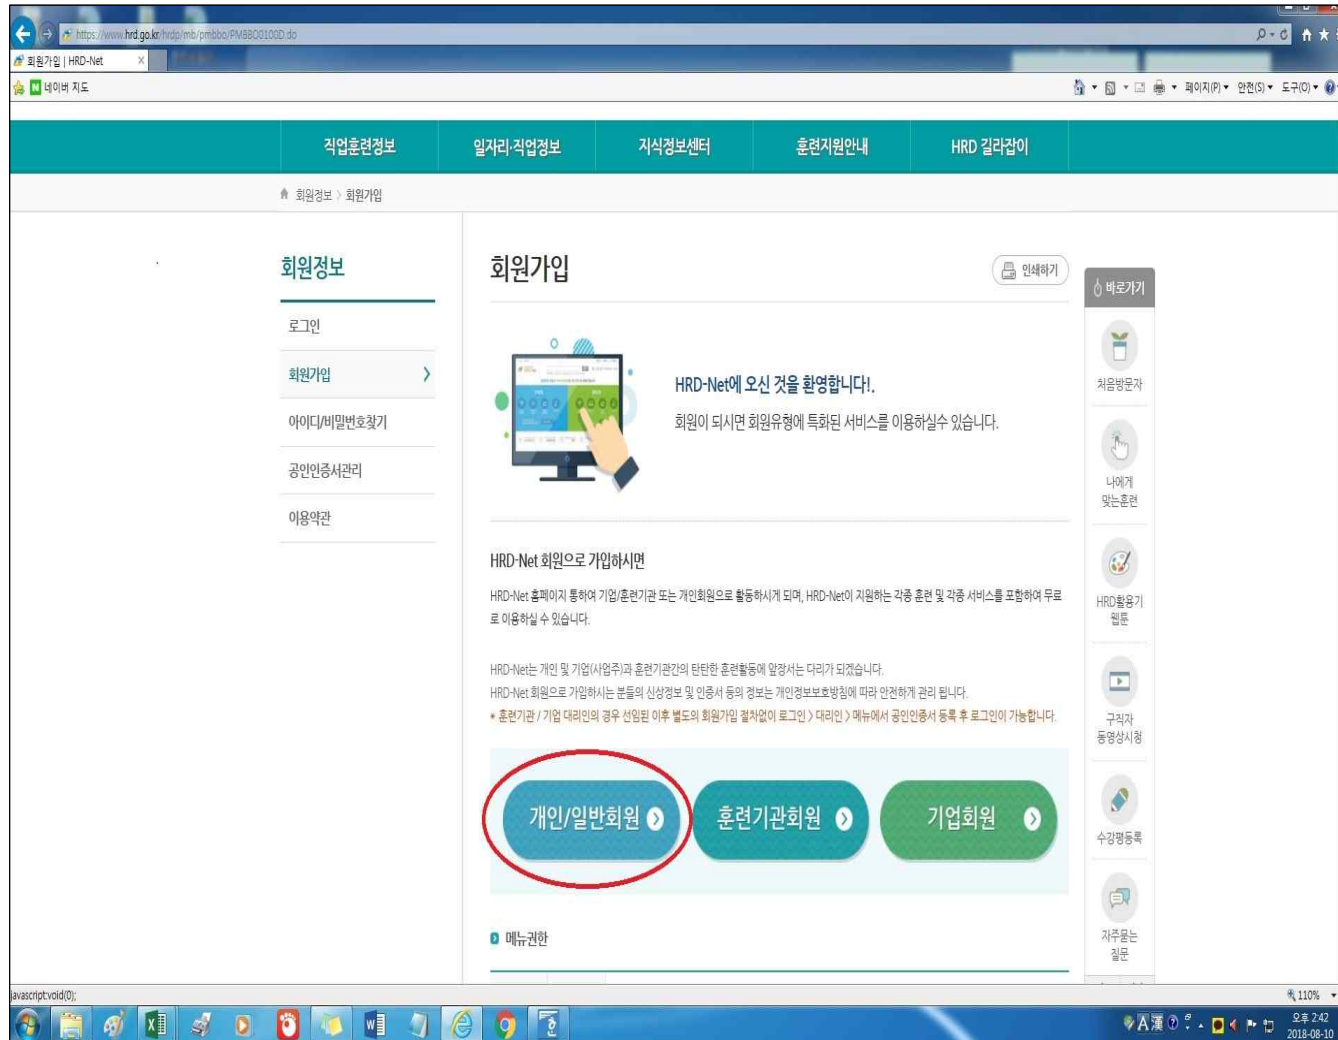 https://www.hrd.go.kr/hrdp/mb/pmbbo/PMBBO0100D.do
회원가입 | HRD-Net
네이버 지도
페이지(P) 안전(S) 도구(O)
직업훈련정보 일자리·직업정보 지식정보센터 훈련지원안내 HRD 길라잡이
회원정보 > 회원가입
회원정보
로그인
회원가입
아이디/비밀번호찾기
공인인증서관리
이용약관
회원가입
인쇄하기
HRD-Net에 오신 것을 환영합니다!.
회원이 되시면 회원유형에 특화된 서비스를 이용하실수 있습니다.
HRD-Net 회원으로 가입하시면
HRD-Net 홈페이지 통하여 기업/훈련기관 또는 개인회원으로 활동하시게 되며, HRD-Net이 지원하는 각종 훈련 및 각종 서비스를 포함하여 무료
로 이용하실 수 있습니다.
HRD-Net는 개인 및 기업(사업주)과 훈련기관간의 탄탄한 훈련활동에 앞장서는 다리가 되겠습니다.
HRD-Net 회원으로 가입하시는 분들의 신상정보 및 인증서 등의 정보는 개인정보보호방침에 따라 안전하게 관리 됩니다.
* 훈련기관 / 기업 대리인의 경우 선임된 이후 별도의 회원가입 절차없이 로그인 > 대리인 > 메뉴에서 공인인증서 등록 후 로그인이 가능합니다.
개인/일반회원 훈련기관회원 기업회원
메뉴권한
바로가기
처음방문자
나에게
맞는훈련
HRD활용기
웹툰
구직자
동영상시청
수강평등록
자주묻는
질문
javascript:void(0);
110%
A 漢
오후 2:42
2018-08-10